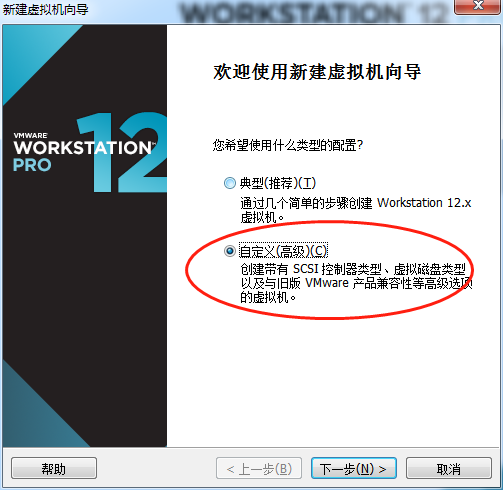 新建虚拟机向导
WORKSTATION 12
欢迎使用新建虚拟机向导
VMWARE
WORKSTATION™
PRO
12
您希望使用什么类型的配置?
典型(推荐)(T)
通过几个简单的步骤创建 Workstation 12.x
虚拟机。
自定义(高级)(C)
创建带有 SCSI 控制器类型、虚拟磁盘类型
以及与旧版 VMware 产品兼容性等高级选项
的虚拟机。
帮助
< 上一步(B)
下一步(N) >
取消